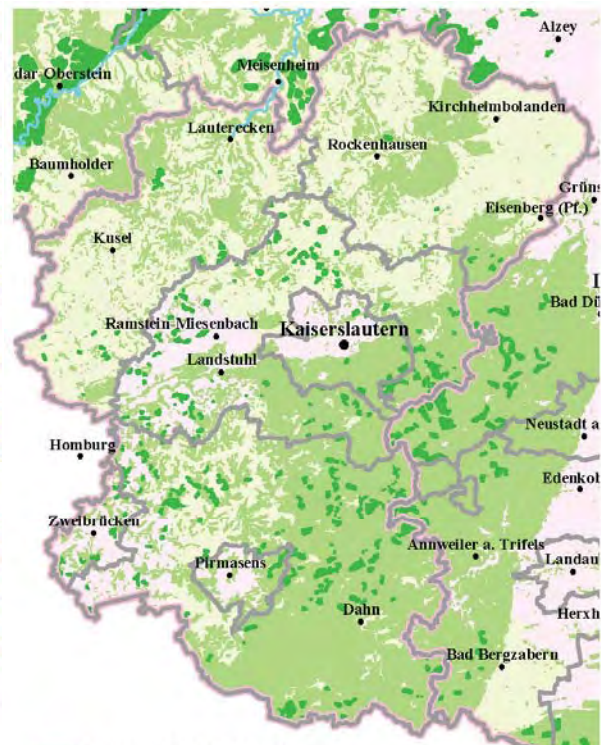 Alzey
Meisenheim
dar Oberstein
Kirchheimbolanden
Lauterecken
Rockenhausen
Baumholder
Grüns
Eisenberg (Pf.)
Kusel
L
Bad Dü
Ramstein-Miesenbach
Kaiserslautern
Landstuhl
Neustadt a
Homburg
Edenkob
Zweibrücken
Annweiler a. Trifels
Pirmasens
Landau
Herxh
Dahn
Bad Bergzabern